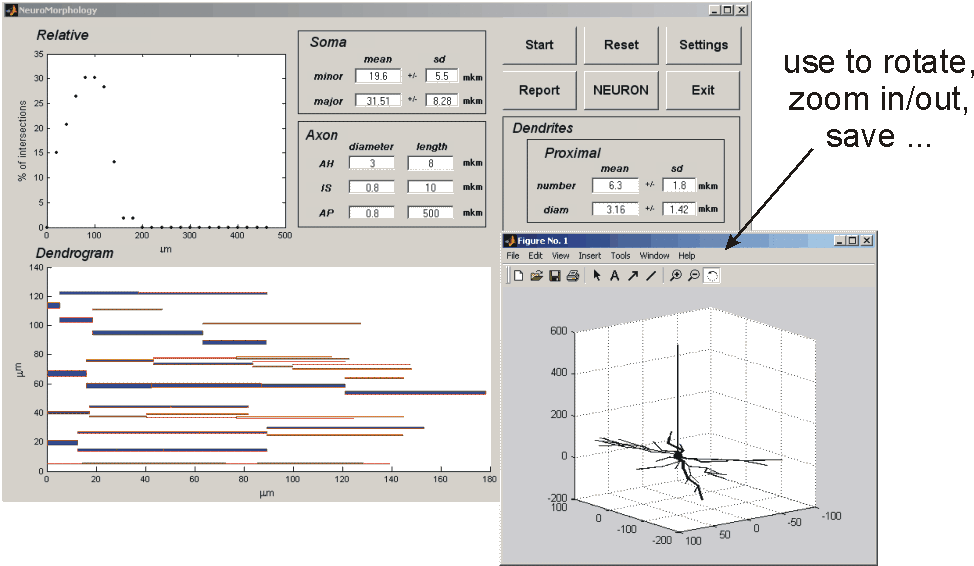 NeuroMorphology
Relative
35
30
25
20
15
10
5
0
% of intersections
0 100 200 300 400 500
µm
Soma
mean sd
minor 19.6 +/- 5.5 mkm
major 31.51 +/- 8.28 mkm
Axon
diameter length
AH 3 8 mkm
IS 0.8 10 mkm
AP 0.8 500 mkm
Start Reset Settings
Report NEURON Exit
Dendrites
Proximal
mean sd
number 6.3 +/- 1.8 mkm
diam 3.16 +/- 1.42 mkm
use to rotate,
zoom in/out,
save ...
Dendrogram
140
120
100
80
60
40
20
0
µm
0 20 40 60 80 100 120 140 160 180
µm
Figure No. 1
File Edit View Insert Tools Window Help
A
600
400
200
0
-200
100 0 -100 -200
100 50 0 -50 -100